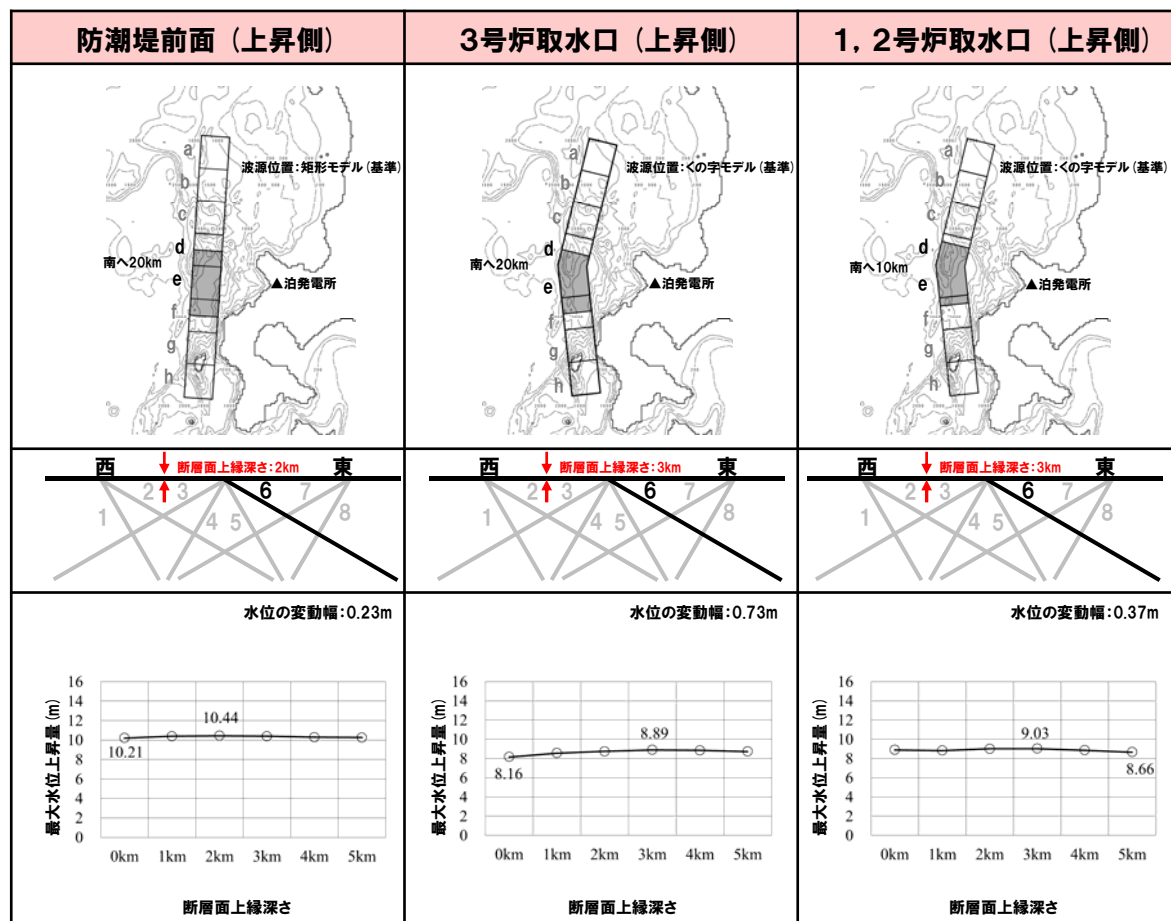 防潮堤前面（上昇側）
3号炉取水口（上昇側）
1，2号炉取水口（上昇側）
a
b
c
d
e
f
g
h
波源位置：矩形モデル（基準）
南へ20km
▲泊発電所
a
b
c
d
e
f
g
h
波源位置：くの字モデル（基準）
南へ20km
▲泊発電所
a
b
c
d
e
f
g
h
波源位置：くの字モデル（基準）
南へ10km
▲泊発電所
西
断層面上縁深さ：2km
東
1
2
3
4
5
6
7
8
西
断層面上縁深さ：3km
東
1
2
3
4
5
6
7
8
西
断層面上縁深さ：3km
東
1
2
3
4
5
6
7
8
水位の変動幅：0.23m
最大水位上昇量（m）
16
14
12
10
8
6
4
2
0
10.21
10.44
0km 1km 2km 3km 4km 5km
断層面上縁深さ
水位の変動幅：0.73m
最大水位上昇量（m）
16
14
12
10
8
6
4
2
0
8.16
8.89
0km 1km 2km 3km 4km 5km
断層面上縁深さ
水位の変動幅：0.37m
最大水位上昇量（m）
16
14
12
10
8
6
4
2
0
9.03
8.66
0km 1km 2km 3km 4km 5km
断層面上縁深さ